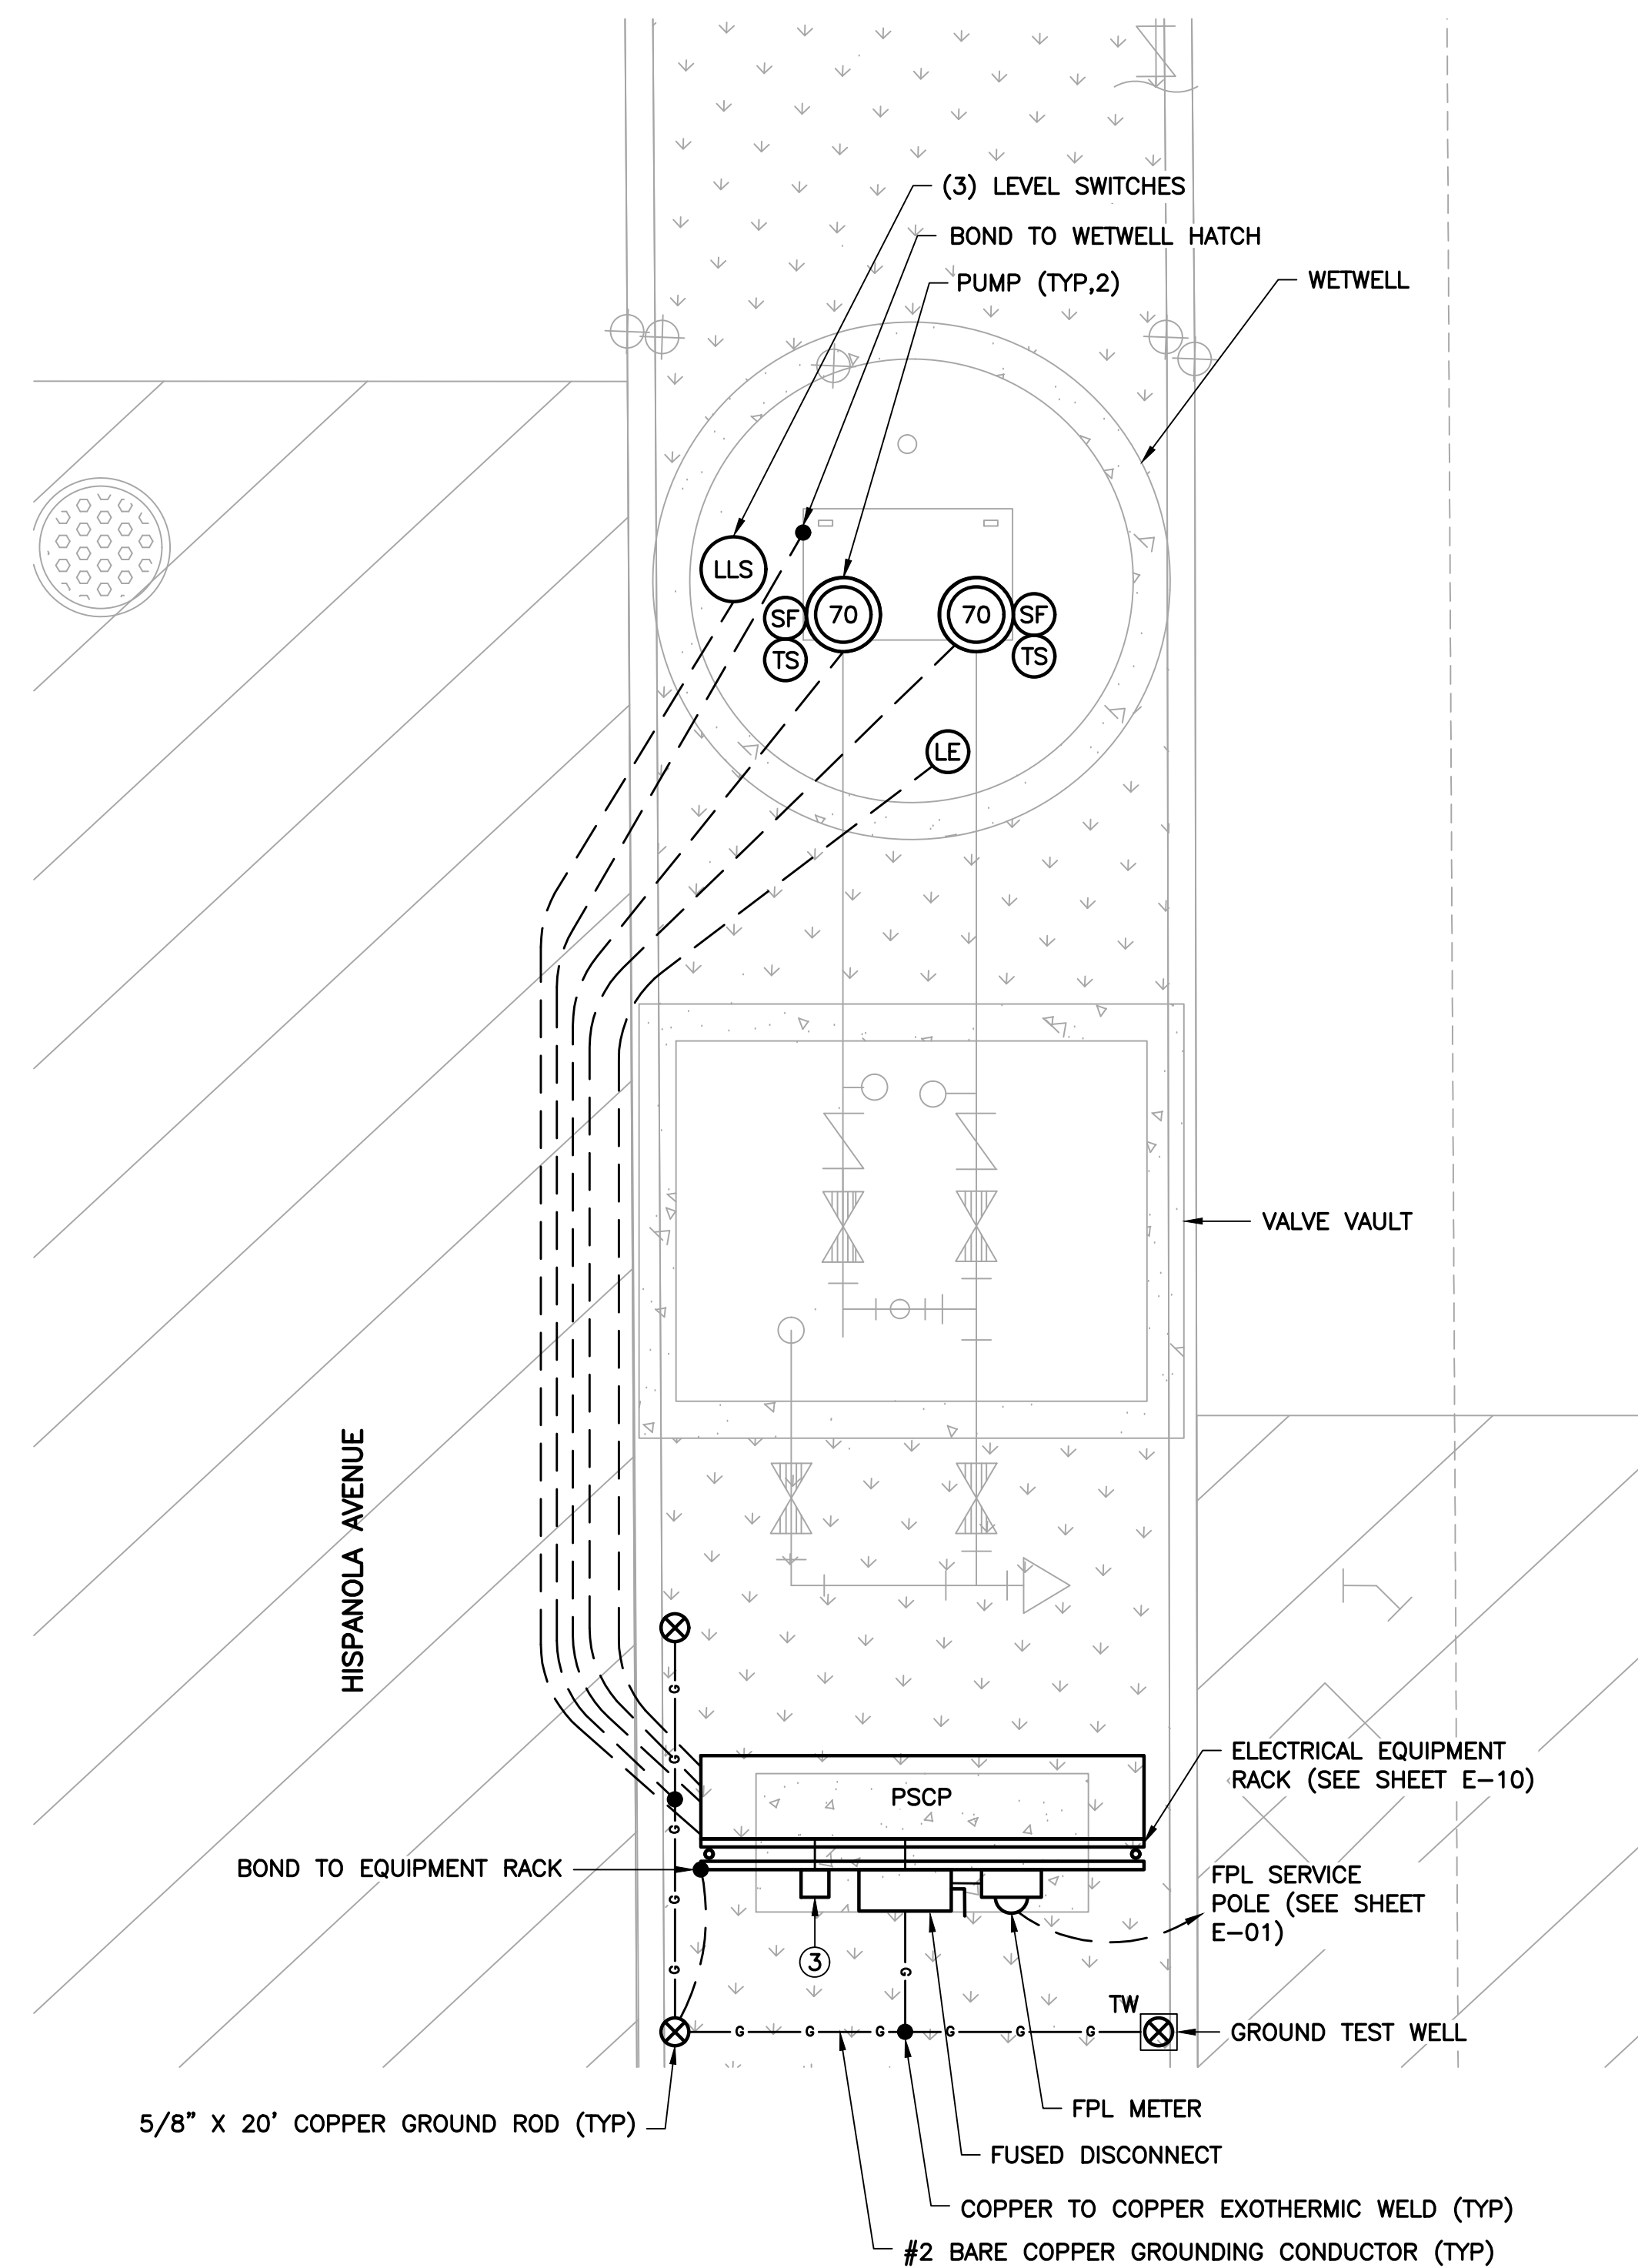 (3) LEVEL SWITCHES
BOND TO WETWELL HATCH
PUMP (TYP,2)
WETWELL
LLS
SF
70
70
SF
TS
TS
LE
VALVE VAULT
HISPANOLA AVENUE
G
G
ELECTRICAL EQUIPMENT
RACK (SEE SHEET E-10)
PSCP
G
BOND TO EQUIPMENT RACK
FPL SERVICE
POLE (SEE SHEET
E-01)
G
3
G
G
TW
G G G G G G
GROUND TEST WELL
5/8" X 20' COPPER GROUND ROD (TYP)
FPL METER
FUSED DISCONNECT
COPPER TO COPPER EXOTHERMIC WELD (TYP)
#2 BARE COPPER GROUNDING CONDUCTOR (TYP)